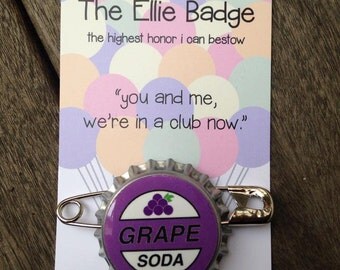 The Ellie Badge
the highest honor i can bestow
"you and me,
we're in a club now."
GRAPE
SODA